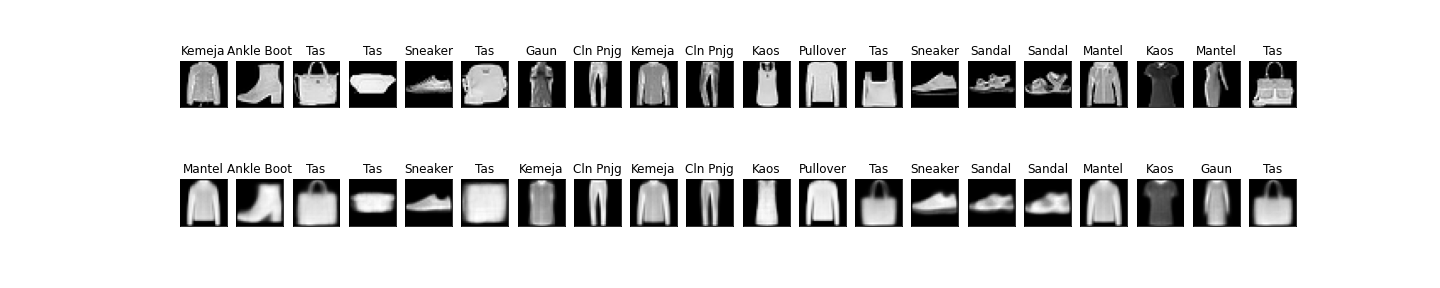 Kemeja Ankle Boot Tas Tas Sneaker Tas Gaun Cln Pnjg Kemeja Cln Pnjg Kaos Pullover Tas Sneaker Sandal Sandal Mantel Kaos Mantel Tas
Mantel Ankle Boot Tas Tas Sneaker Tas Kemeja Cln Pnjg Kemeja Cln Pnjg Kaos Pullover Tas Sneaker Sandal Sandal Mantel Kaos Gaun Tas